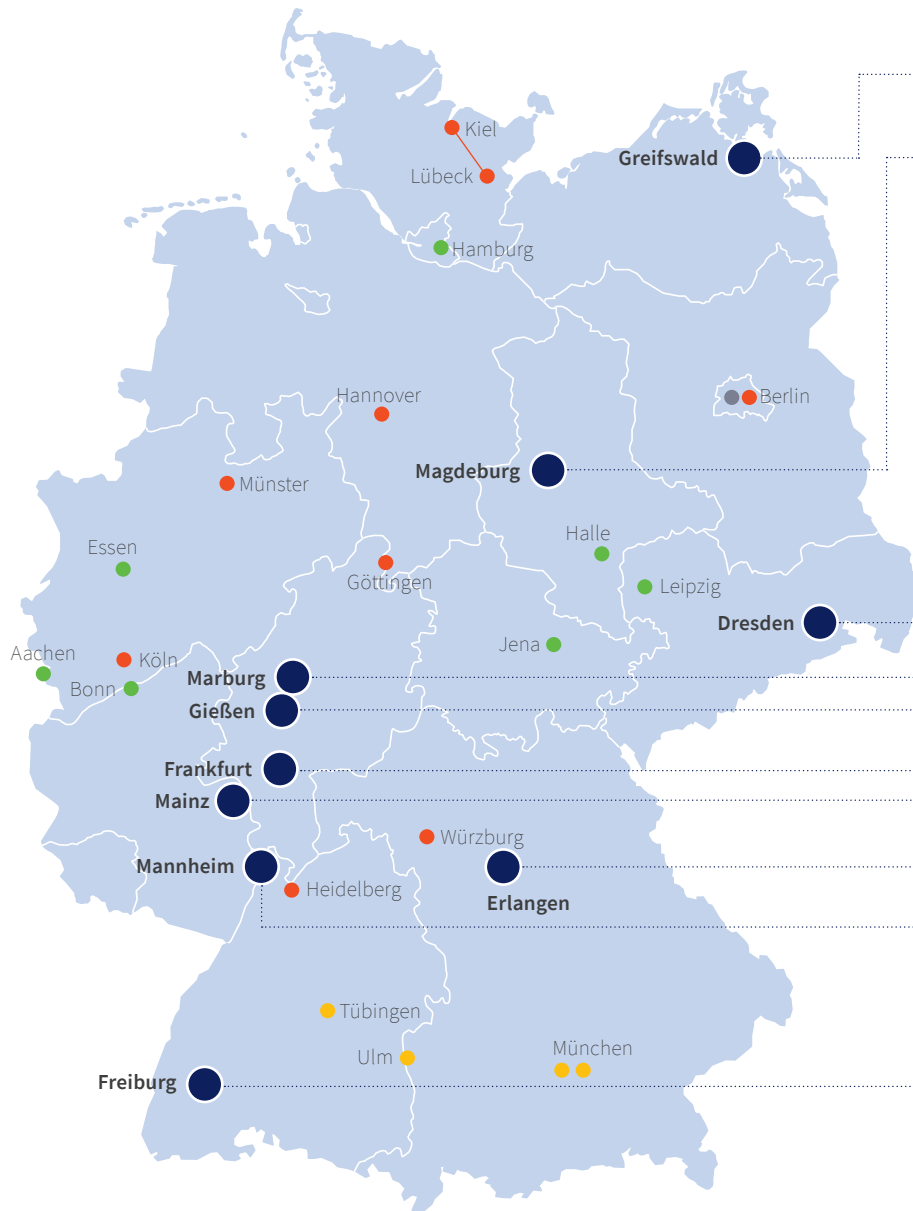 Kiel
Greifswald
Lübeck
Hamburg
Hannover
Berlin
Magdeburg
Münster
Halle
Essen
Göttingen
Leipzig
Dresden
Jena
Aachen
Köln
Marburg
Bonn
Gießen
Frankfurt
Mainz
Würzburg
Mannheim
Heidelberg
Erlangen
Tübingen
München
Ulm
Freiburg